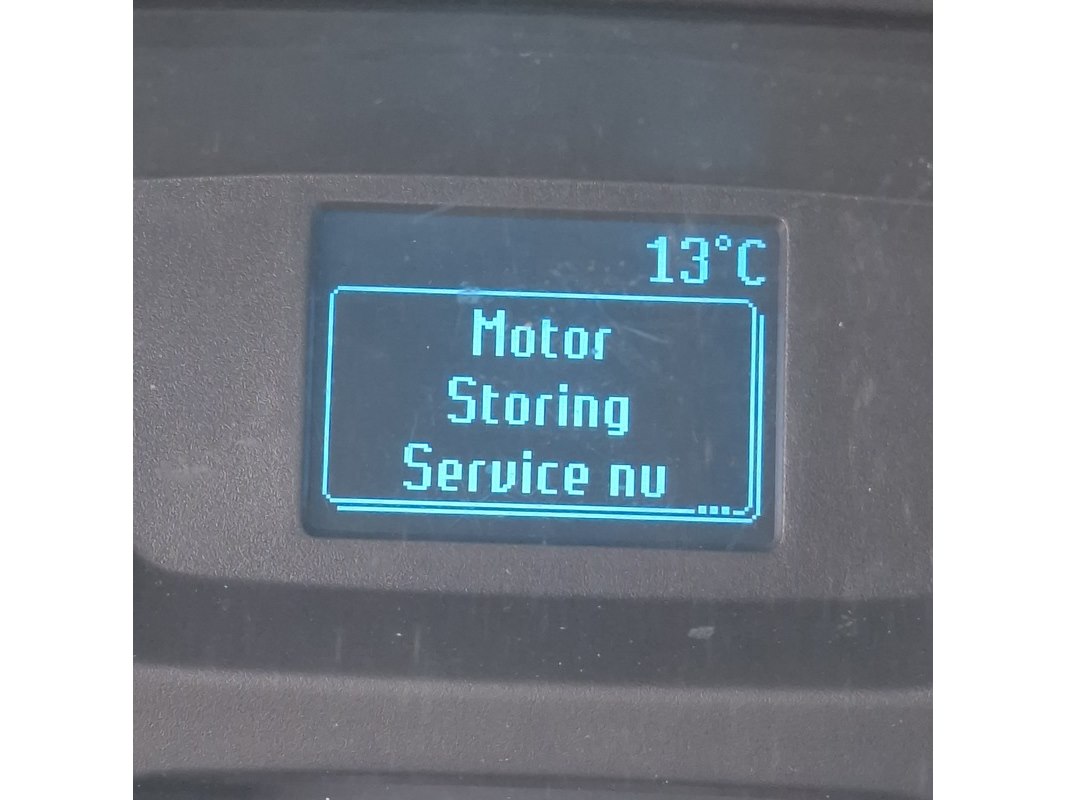 13°C
Motor
Storing
Service nu
...